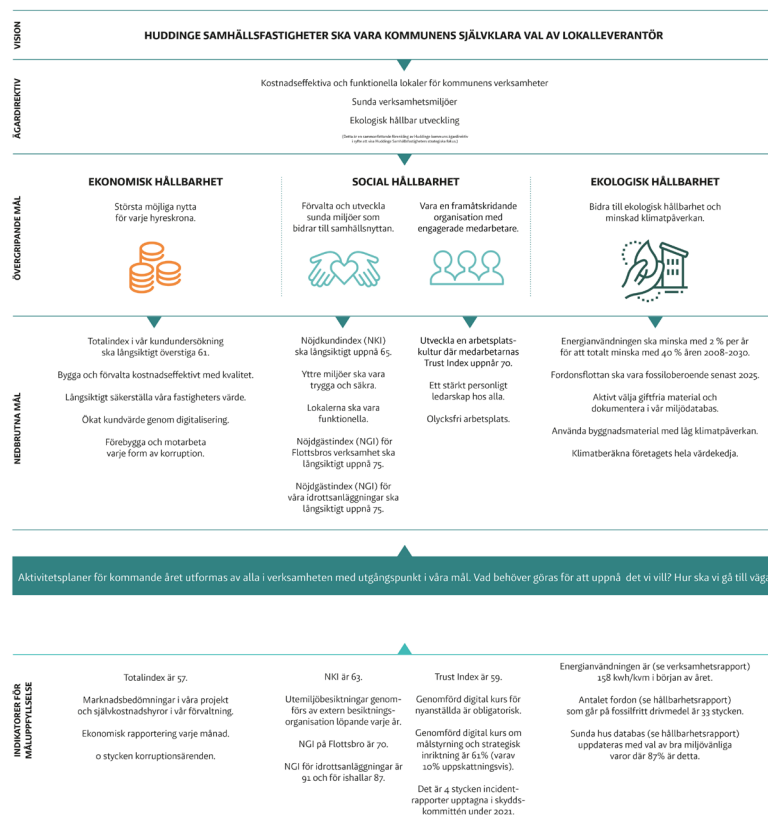 VISION
HUDDINGE SAMHÄLLSFASTIGHETER SKA VARA KOMMUNENS SJÄLVKLARA VAL AV LOKALLEVERANTÖR
ÄGARDIREKTIV
Kostnadseffektiva och funktionella lokaler för kommunens verksamheter
Sunda verksamhetsmiljöer
Ekologisk hållbar utveckling
ÖVERGRIPANDE MÅL
EKONOMISK HÅLLBARHET
Största möjliga nytta
för varje hyreskrona.
SOCIAL HÅLLBARHET
Förvalta och utveckla
sunda miljöer som
bidrar till samhällsnyttan.
Vara en framåtskridande
organisation med
engagerade medarbetare.
EKOLOGISK HÅLLBARHET
Bidra till ekologisk hållbarhet och
minskad klimatpåverkan.
NEDBRUTNA MÅL
Totalindex i vår kundundersökning
ska långsiktigt överstiga 61.
Bygga och förvalta kostnadseffektivt med kvalitet.
Långsiktigt säkerställa våra fastigheters värde.
Ökat kundvärde genom digitalisering.
Förebygga och motarbeta
varje form av korruption.
Nöjdkundindex (NKI)
ska långsiktigt uppnå 65.
Yttre miljöer ska vara
trygga och säkra.
Lokalerna ska vara
funktionella.
Nöjdgästindex (NGI) för
Flottsbros verksamhet ska
långsiktigt uppnå 75.
Nöjdgästindex (NGI) för
våra idrottsanläggningar ska
långsiktigt uppnå 75.
Utveckla en arbetsplats-
kultur där medarbetarnas
Trust Index uppnår 70.
Ett stärkt personligt
ledarskap hos alla.
Olycksfri arbetsplats.
Energianvändningen ska minska med 2 % per år
för att totalt minska med 40 % åren 2008-2030.
Fordonsflottan ska vara fossiloberoende senast 2025.
Aktivt välja giftfria material och
dokumentera i vår miljödatabas.
Använda byggnadsmaterial med låg klimatpåverkan.
Klimatberäkna företagets hela värdekedja.
Aktivitetsplaner för kommande året utformas av alla i verksamheten med utgångspunkt i våra mål. Vad behöver göras för att uppnå det vi vill? Hur ska vi gå till väga
INDIKATORER FÖR
MÅLUPPFYLLSELSE
Totalindex är 57.
Marknadsbedömningar i våra projekt
och självkostnadshyror i vår förvaltning.
Ekonomisk rapportering varje månad.
0 stycken korruptionsärenden.
NKI är 63.
Utemiljöbesiktningar genom-
förs av extern besiktnings-
organisation löpande varje år.
NGI på Flottsbro är 70.
NGI för idrottsanläggningar är
91 och för ishallar 87.
Trust Index är 59.
Genomförd digital kurs för
nyanställda är obligatorisk.
Genomförd digital kurs om
målstyrning och strategisk
inriktning är 61% (varav
10% uppskattningsvis).
Det är 4 stycken incident-
rapporter upptagna i skydds-
kommittén under 2021.
Energianvändningen är (se verksamhetsrapport)
158 kwh/kvm i början av året.
Antalet fordon (se hållbarhetsrapport)
som går på fossilfritt drivmedel är 33 stycken.
Sunda hus databas (se hållbarhetsrapport)
uppdateras med val av bra miljövänliga
varor där 87% är detta.